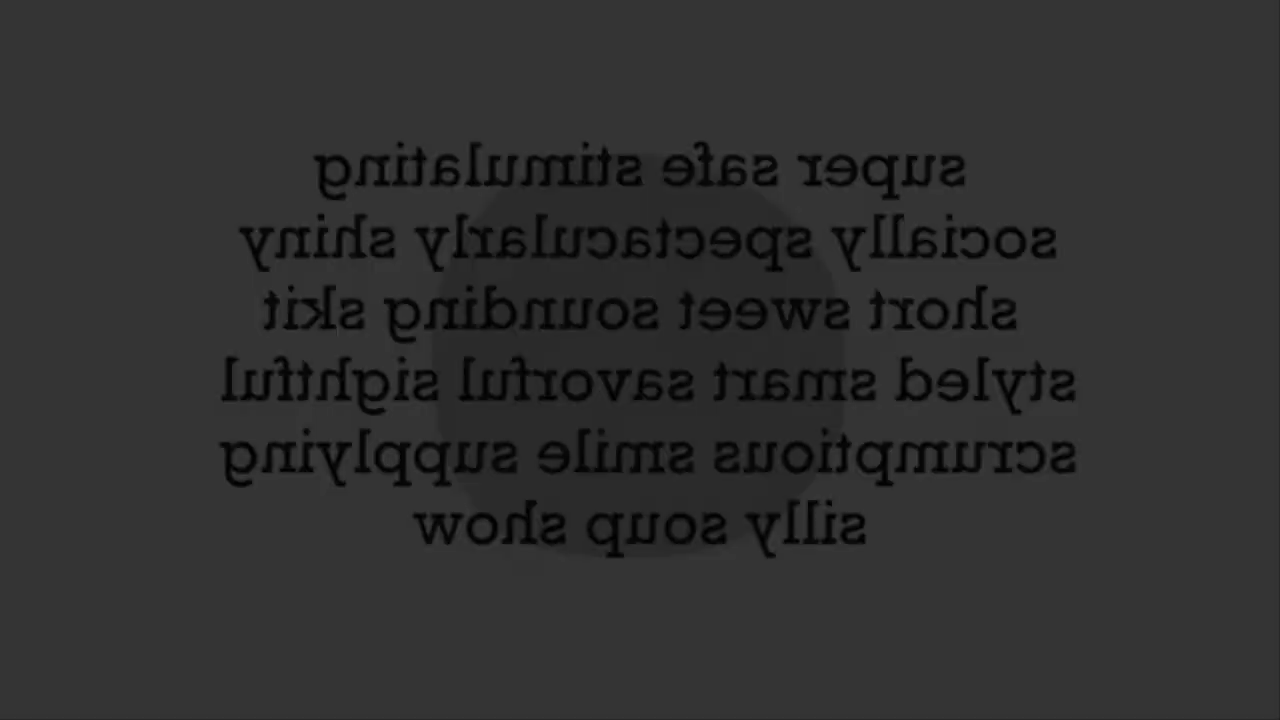 super safe stimulating
socially spectacularly shiny
short sweet sounding skit
styled smart savorful sightful
scrumptious smile supplying
silly soup show